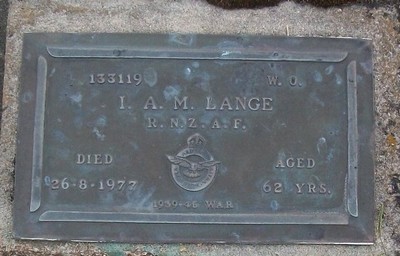 133119 W. O.
I. A. M. LANGE
R. N. Z. A. F.
DIED AGED
26-8-1977 62 YRS.
1939-45 WAR